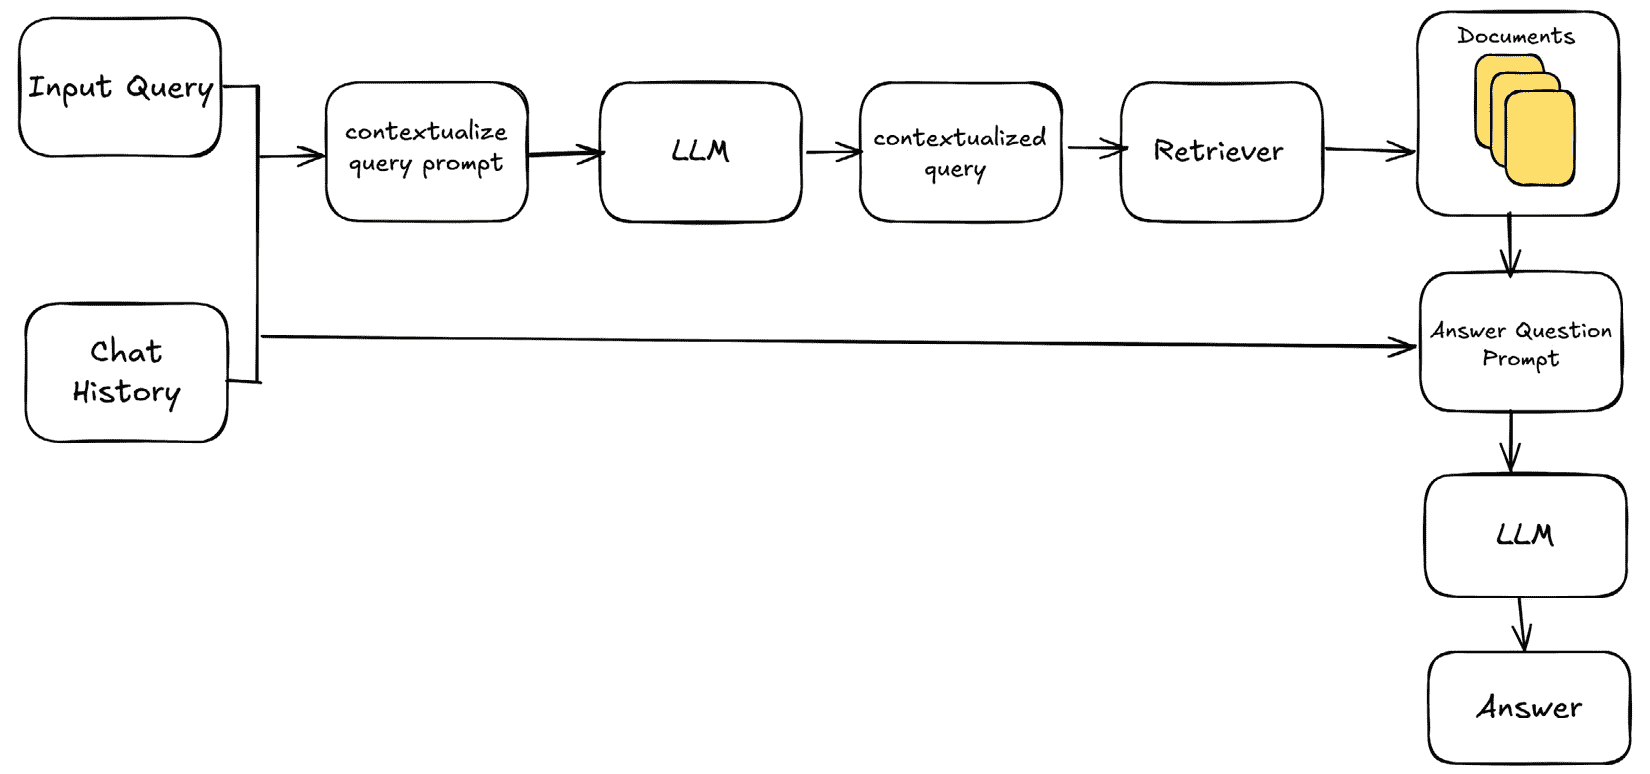 Input Query
contextualize
query prompt
LLM
contextualized
query
Retriever
Documents
Chat
History
Answer Question
Prompt
LLM
Answer